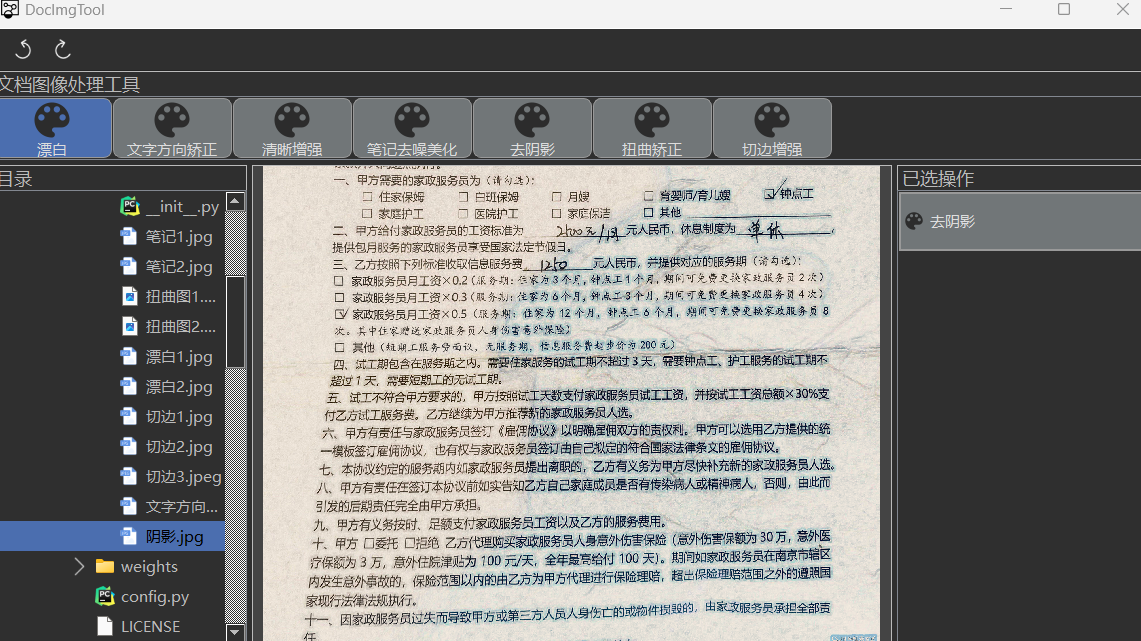 DocImgTool
文档图像处理工具
漂白
文字方向矫正
清晰增强
笔记去噪美化
去阴影
扭曲矫正
切边增强
目录
__init__.py
笔记1.jpg
笔记2.jpg
扭曲图1....
扭曲图2....
漂白1.jpg
漂白2.jpg
切边1.jpg
切边2.jpg
切边3.jpeg
文字方向...
阴影.jpg
weights
config.py
LICENSE
一、甲方需要的家政服务员为（请勾选）：
□ 住家保姆 □ 白班保姆 □ 月嫂 □ 育婴师/育儿嫂 ☑ 钟点工
□ 家庭护工 □ 医院护工 □ 家庭保洁 □ 其他
二、甲方给付家政服务员的工资标准为 2400元/月 元人民币，休息制度为 单休 。
提供包月服务的家政服务员享受国家法定节假日。
三、乙方按照下列标准收取信息服务费 1250 元人民币，并提供对应的服务期（请勾选）：
□ 家政服务员月工资×0.2（服务期：住家为3个月，钟点工1个月，期间可免费更换家政服务员2次）
□ 家政服务员月工资×0.3（服务期：住家为6个月，钟点工3个月，期间可免费更换家政服务员4次）
☑ 家政服务员月工资×0.5（服务期：住家为12个月，钟点工6个月，期间可免费更换家政服务员8
次。其中住家赠送家政服务员人身伤害意外保险）
□ 其他（短期工服务费面议，无服务期，信息服务费起步价为200元）
四、试工期包含在服务期之内。需要住家服务的试工期不超过3天，需要钟点工、护工服务的试工期不
超过1天，需要短期工的无试工期。
五、试工不符合甲方要求的，甲方按照试工天数支付家政服务员试工工资，并按试工工资总额×30%支
付乙方试工服务费。乙方继续为甲方推荐新的家政服务员人选。
六、甲方有责任与家政服务员签订《雇佣协议》以明确雇佣双方的责权利。甲方可以选用乙方提供的统
一模板签订雇佣协议，也有权与家政服务员签订由自己拟定的符合国家法律条文的雇佣协议。
七、本协议约定的服务期内如家政服务员提出离职的，乙方有义务为甲方尽快补充新的家政服务人选。
八、甲方有责任在签订本协议前如实告知乙方自己家庭成员是否有传染病人或精神病人，否则，由此而
引发的后期责任完全由甲方承担。
九、甲方有义务按时、足额支付家政服务员工资以及乙方的服务费用。
十、甲方 □委托 □拒绝 乙方代理购买家政服务员人身意外伤害保险（意外伤害保额为30万，意外医
疗保额为3万，意外住院津贴为100元/天，全年最高给付100天）。期间如家政服务员在南京市辖区
内发生意外事故的，保险范围以内的由乙方为甲方代理进行保险理赔，超出保险理赔范围之外的遵照国
家现行法律法规执行。
十一、因家政服务员过失而导致甲方或第三方人员人身伤亡的或物件损毁的，由家政服务员承担全部责
任
已选操作
去阴影